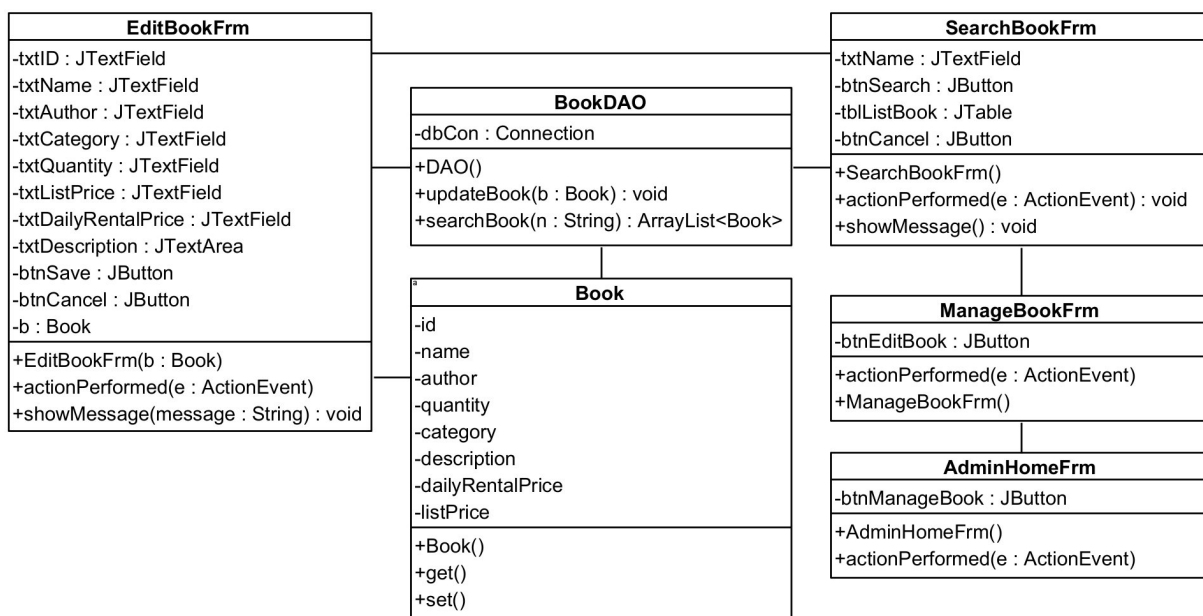 EditBookFrm
-txtID : JTextField
-txtName : JTextField
-txtAuthor : JTextField
-txtCategory : JTextField
-txtQuantity : JTextField
-txtListPrice : JTextField
-txtDailyRentalPrice : JTextField
-txtDescription : JTextArea
-btnSave : JButton
-btnCancel : JButton
-b : Book
+EditBookFrm(b : Book)
+actionPerformed(e : ActionEvent)
+showMessage(message : String) : void
BookDAO
-dbCon : Connection
+DAO()
+updateBook(b : Book) : void
+searchBook(n : String) : ArrayList<Book>
a
Book
-id
-name
-author
-quantity
-category
-description
-dailyRentalPrice
-listPrice
+Book()
+get()
+set()
SearchBookFrm
-txtName : JTextField
-btnSearch : JButton
-tblListBook : JTable
-btnCancel : JButton
+SearchBookFrm()
+actionPerformed(e : ActionEvent) : void
+showMessage() : void
ManageBookFrm
-btnEditBook : JButton
+actionPerformed(e : ActionEvent)
+ManageBookFrm()
AdminHomeFrm
-btnManageBook : JButton
+AdminHomeFrm()
+actionPerformed(e : ActionEvent)